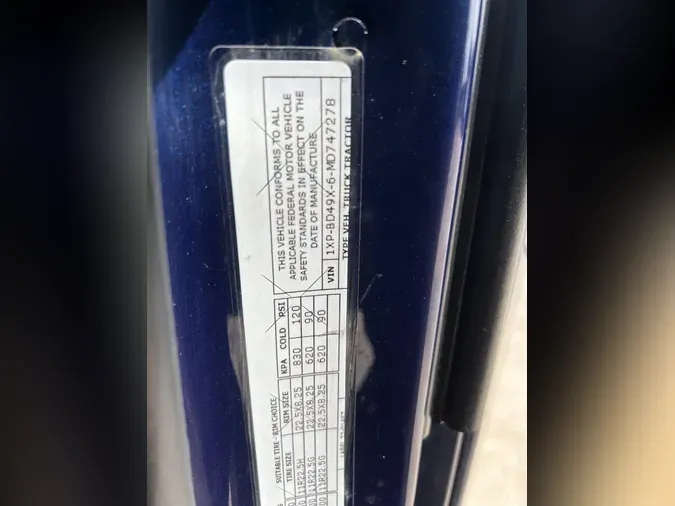 THIS VEHICLE CONFORMS TO ALL
APPLICABLE FEDERAL MOTOR VEHICLE
SAFETY STANDARDS IN EFFECT ON THE
DATE OF MANUFACTURE
VIN 1XP-BD49X-6-MD747278
TYPE VEH. TRUCK TRACTOR
SUITABLE TIRE-RIM CHOICE
TIRE SIZE RIM SIZE KPA COLD PSI
11R22.5H 22.5X8.25 830 120
11R22.5G 22.5X8.25 620 90
11R22.5G 22.5X8.25 620 90